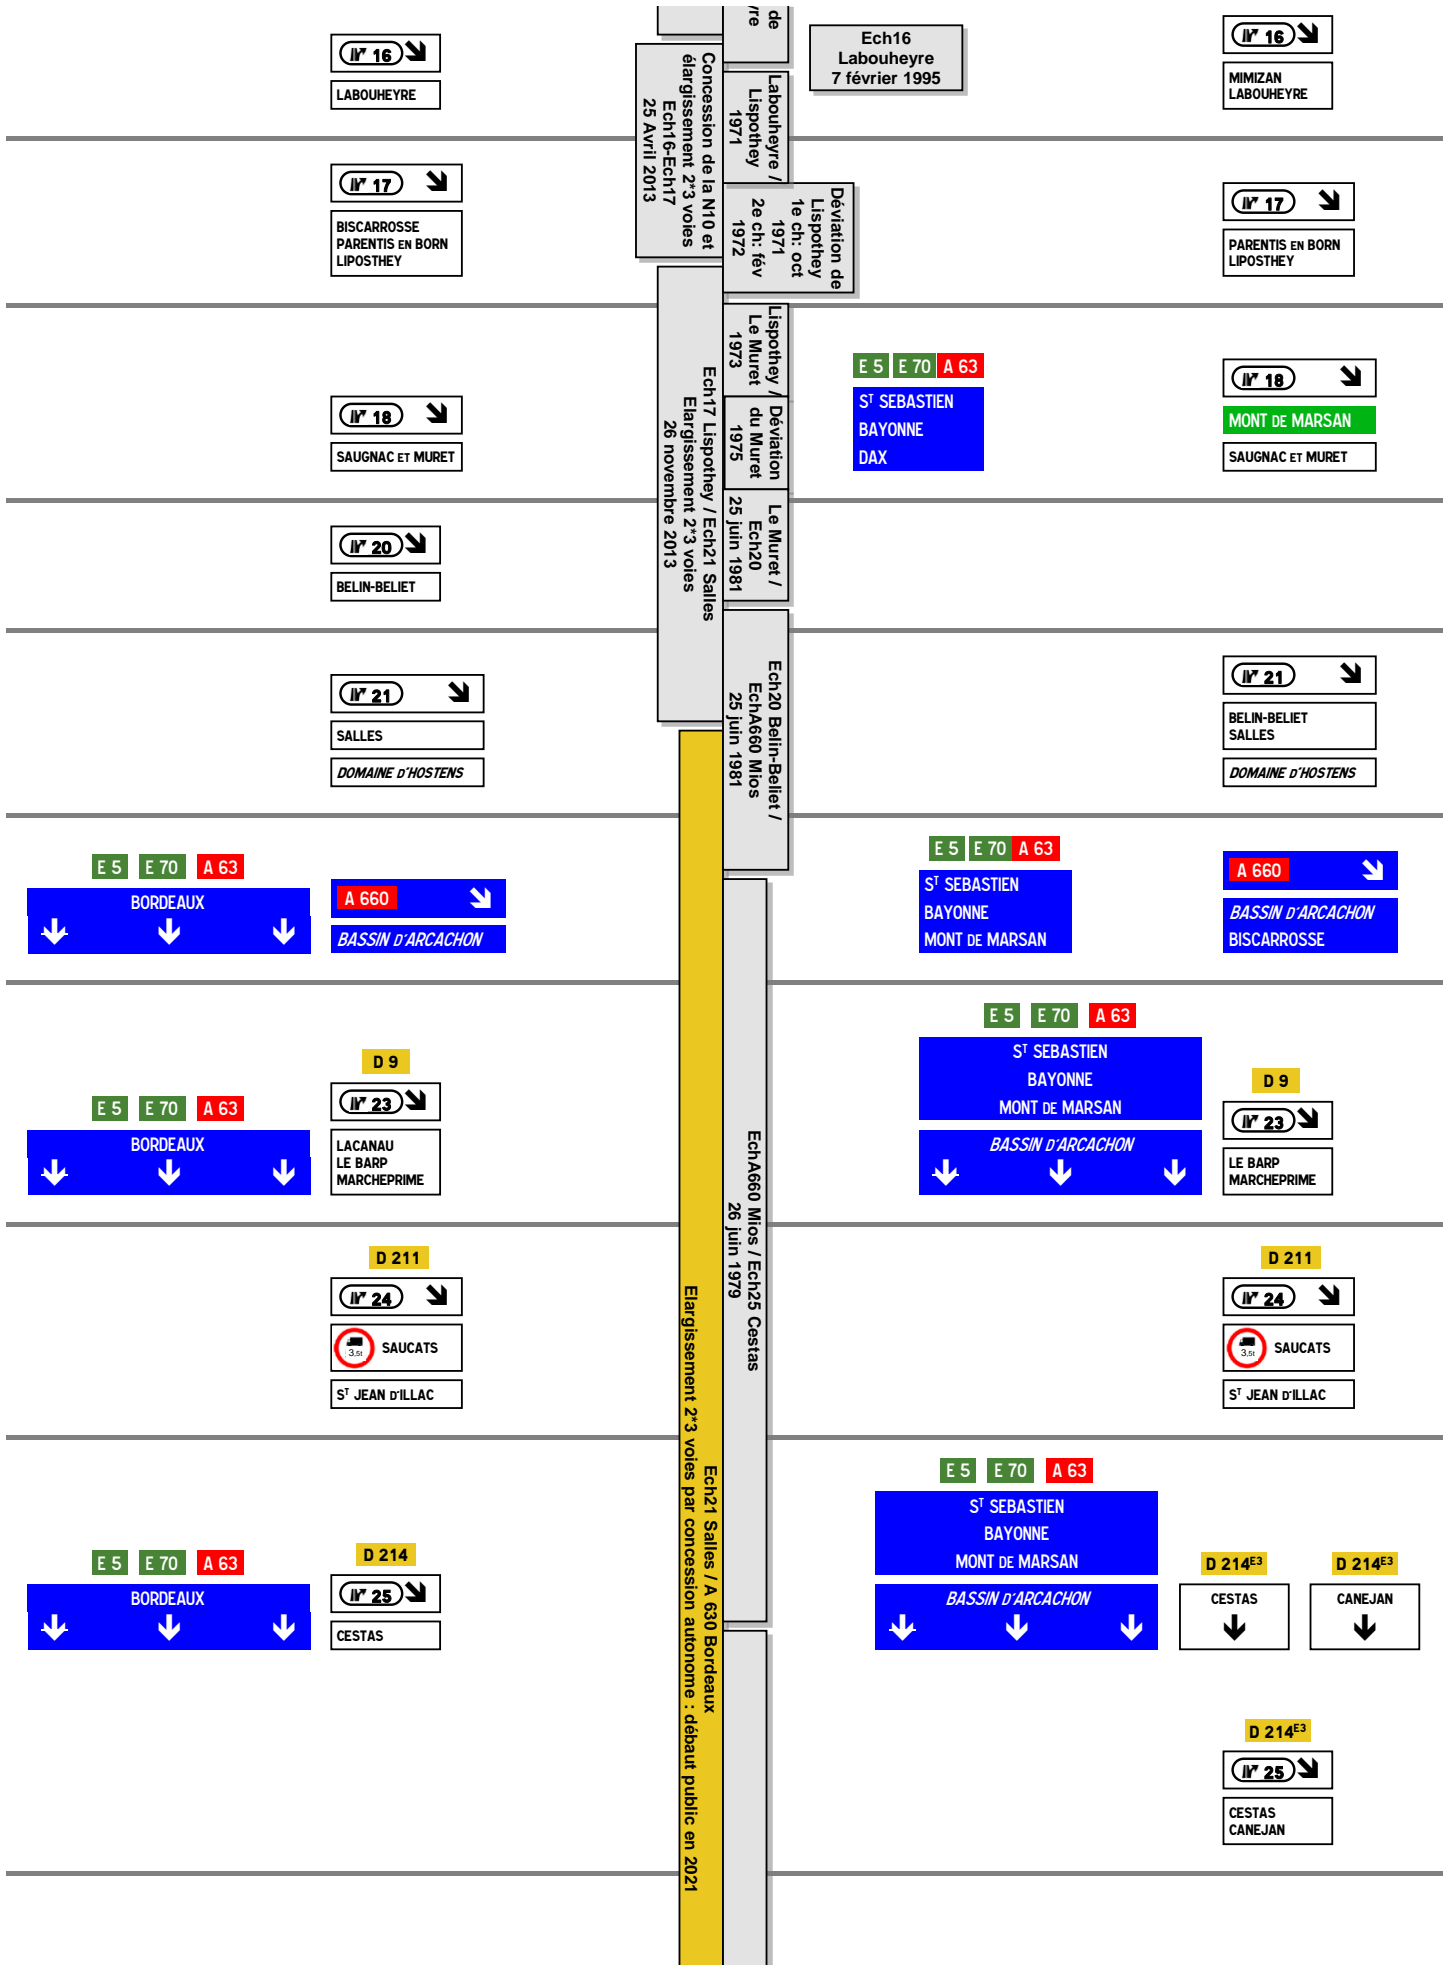 de
yre
Ech16
Labouheyre
7 février 1995
16
LABOUHEYRE
16
MIMIZAN
LABOUHEYRE
Concession de la N10 et
élargissement 2*3 voies
Ech16-Ech17
25 Avril 2013
Labouheyre /
Lispothey
1971
17
BISCARROSSE
PARENTIS EN BORN
LIPOSTHEY
Déviation de
Lispothey
1e ch: oct
1971
2e ch: fév
1972
17
PARENTIS EN BORN
LIPOSTHEY
Lispothey /
Le Muret
1973
18
SAUGNAC ET MURET
Déviation
du Muret
1975
E 5 E 70 A 63
ST SEBASTIEN
BAYONNE
DAX
18
MONT DE MARSAN
SAUGNAC ET MURET
Ech17 Lispothey / Ech21 Salles
Elargissement 2*3 voies
26 novembre 2013
Le Muret /
Ech20
25 juin 1981
20
BELIN-BELIET
21
SALLES
DOMAINE D'HOSTENS
Ech20 Belin-Beliet /
EchA660 Mios
25 juin 1981
21
BELIN-BELIET
SALLES
DOMAINE D'HOSTENS
E 5 E 70 A 63
BORDEAUX
A 660
BASSIN D'ARCACHON
E 5 E 70 A 63
ST SEBASTIEN
BAYONNE
MONT DE MARSAN
A 660
BASSIN D'ARCACHON
BISCARROSSE
E 5 E 70 A 63
BORDEAUX
D 9
23
LACANAU
LE BARP
MARCHEPRIME
EchA660 Mios / Ech25 Cestas
26 juin 1979
E 5 E 70 A 63
ST SEBASTIEN
BAYONNE
MONT DE MARSAN
BASSIN D'ARCACHON
D 9
23
LE BARP
MARCHEPRIME
D 211
24
3,5t SAUCATS
ST JEAN D'ILLAC
D 211
24
3,5t SAUCATS
ST JEAN D'ILLAC
Ech21 Salles / A 630 Bordeaux
Elargissement 2*3 voies par concession autonome : débaut public en 2021
E 5 E 70 A 63
BORDEAUX
D 214
25
CESTAS
E 5 E 70 A 63
ST SEBASTIEN
BAYONNE
MONT DE MARSAN
BASSIN D'ARCACHON
D 214E3
CESTAS
D 214E3
CANEJAN
D 214E3
25
CESTAS
CANEJAN